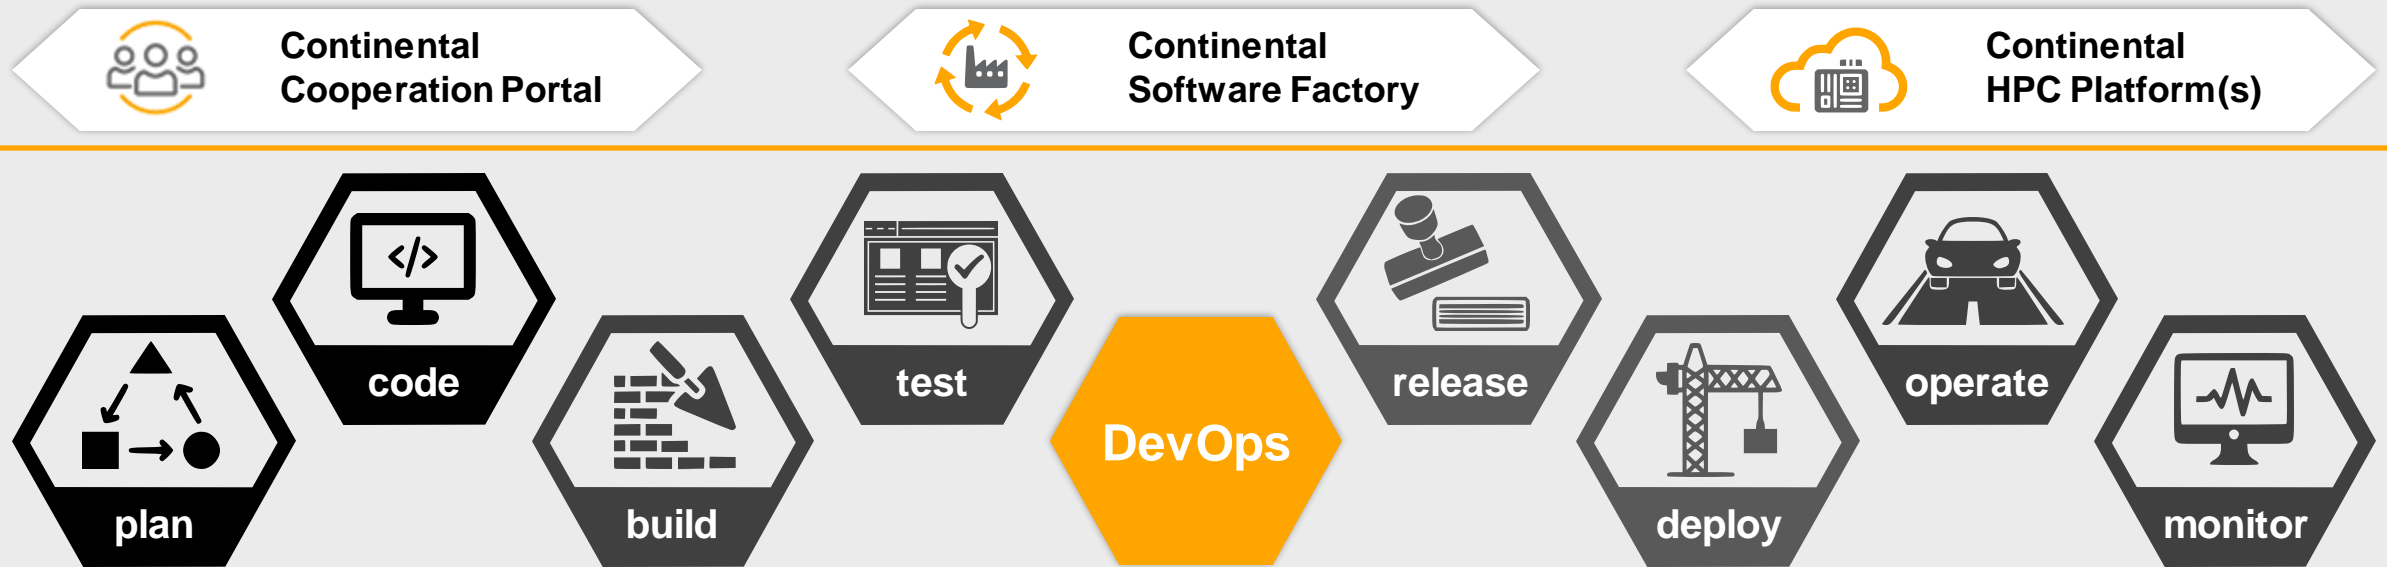 Continental
Cooperation Portal
Continental
Software Factory
Continental
HPC Platform(s)
</>
code
test
release
operate
DevOps
plan
build
deploy
monitor